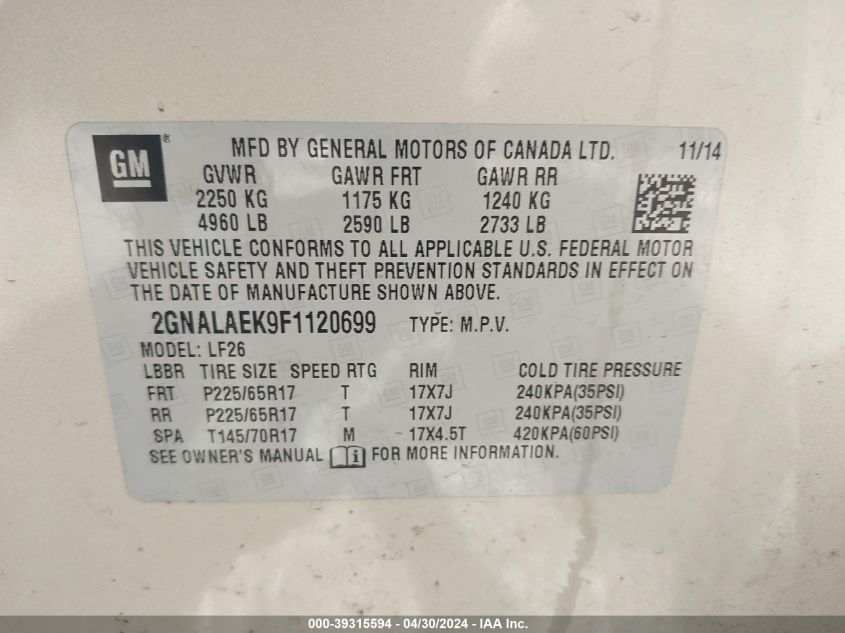 GM ® MFD BY GENERAL MOTORS OF CANADA LTD. 11/14
GVWR GAWR FRT GAWR RR
2250 KG 1175 KG 1240 KG
4960 LB 2590 LB 2733 LB
THIS VEHICLE CONFORMS TO ALL APPLICABLE U.S. FEDERAL MOTOR
VEHICLE SAFETY AND THEFT PREVENTION STANDARDS IN EFFECT ON
THE DATE OF MANUFACTURE SHOWN ABOVE.
2GNALAEK9F1120699 TYPE: M.P.V.
MODEL: LF26
LBBR TIRE SIZE SPEED RTG RIM COLD TIRE PRESSURE
FRT P225/65R17 T 17X7J 240KPA(35PSI)
RR P225/65R17 T 17X7J 240KPA(35PSI)
SPA T145/70R17 M 17X4.5T 420KPA(60PSI)
SEE OWNER'S MANUAL i FOR MORE INFORMATION.
000-39315594 - 04/30/2024 - IAA Inc.